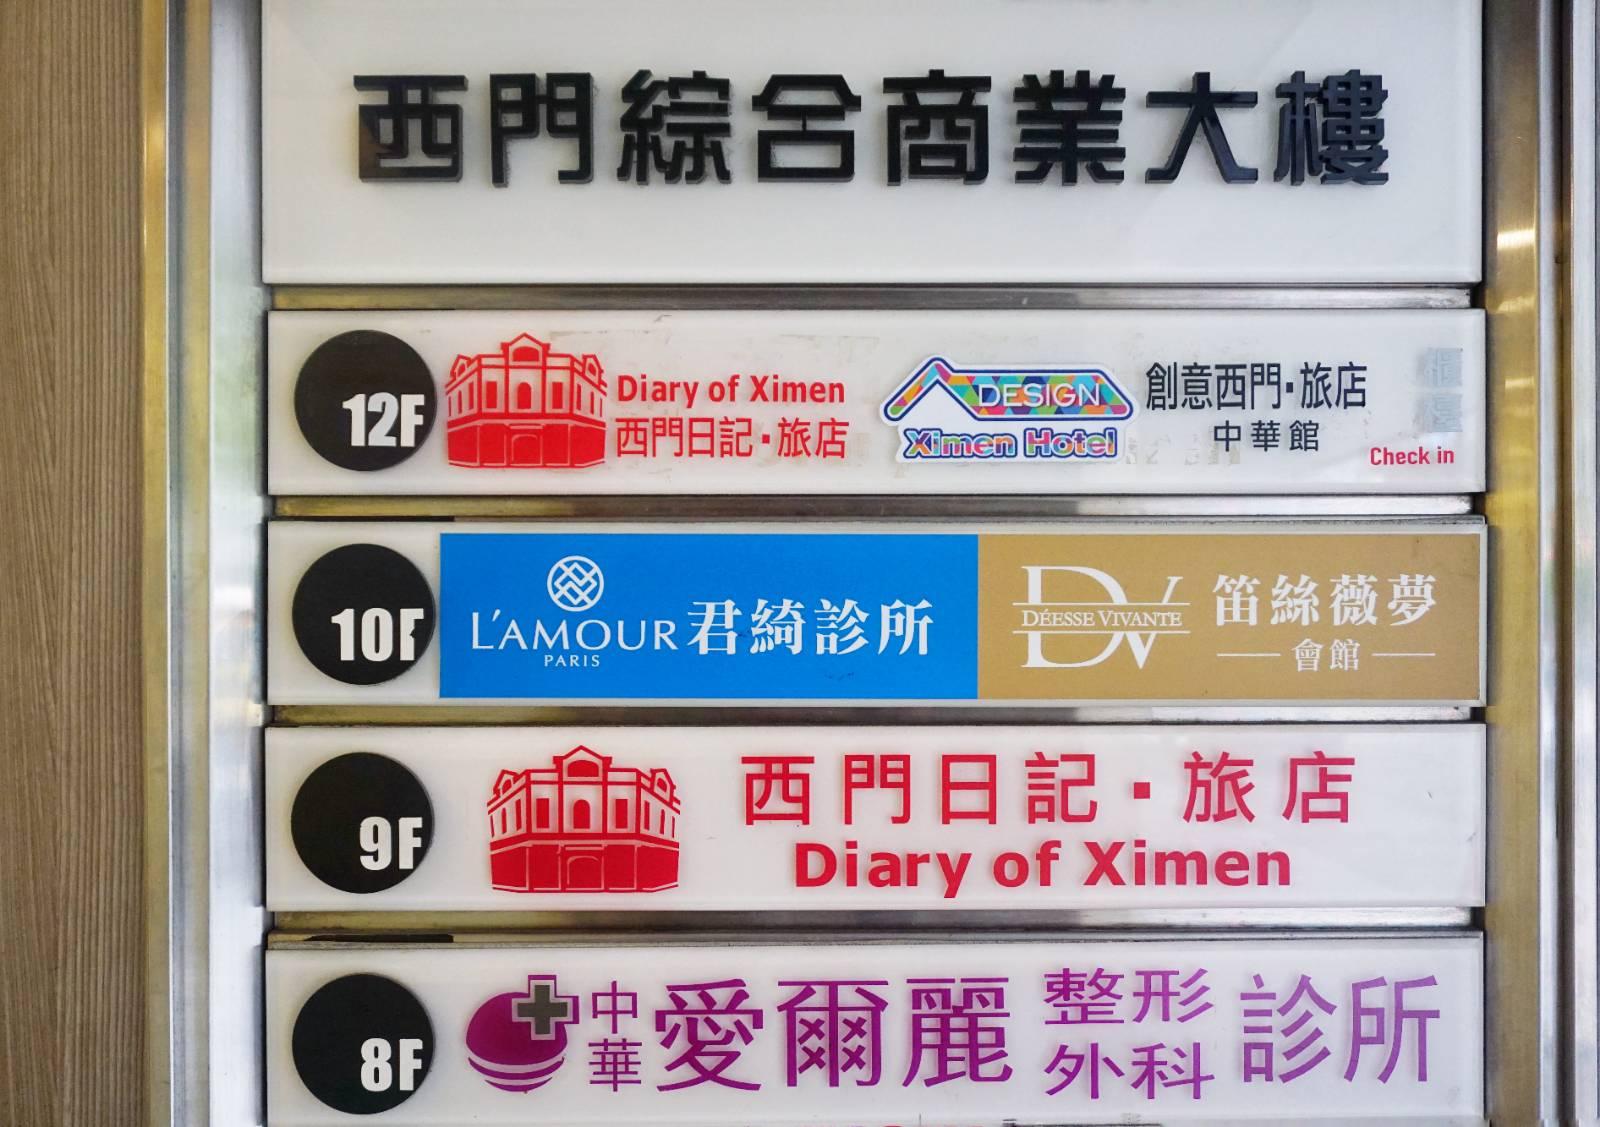 西門綜合商業大樓
12F
Diary of Ximen
西門日記·旅店
DESIGN
Ximen Hotel
創意西門·旅店
中華館
櫃檯
Check in
10F
L'AMOUR
PARIS
君綺診所
DV
DÉESSE VIVANTE
笛絲薇夢
會館
9F
西門日記·旅店
Diary of Ximen
8F
中華
愛爾麗
整形
外科
診所